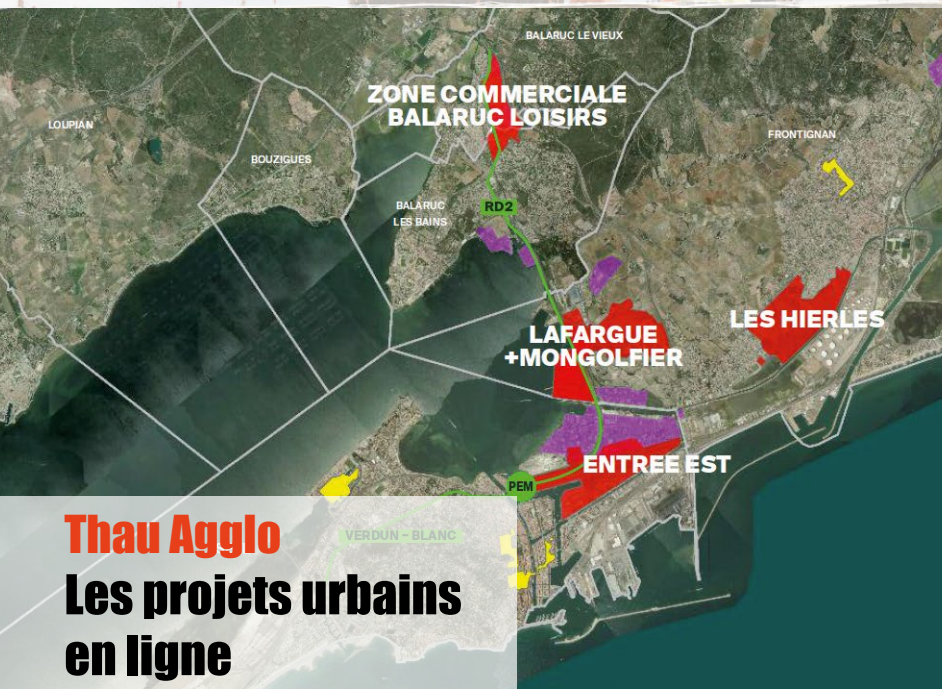 BALARUC LE VIEUX
ZONE COMMERCIALE
BALARUC LOISIRS
LOUPIAN
BOUZIGUES
FRONTIGNAN
BALARUC
LES BAINS
RD2
LES HIERLES
LAFARGUE
+MONGOLFIER
ENTREE EST
PEM
VERDUN – BLANC
Thau Agglo
Les projets urbains
en ligne